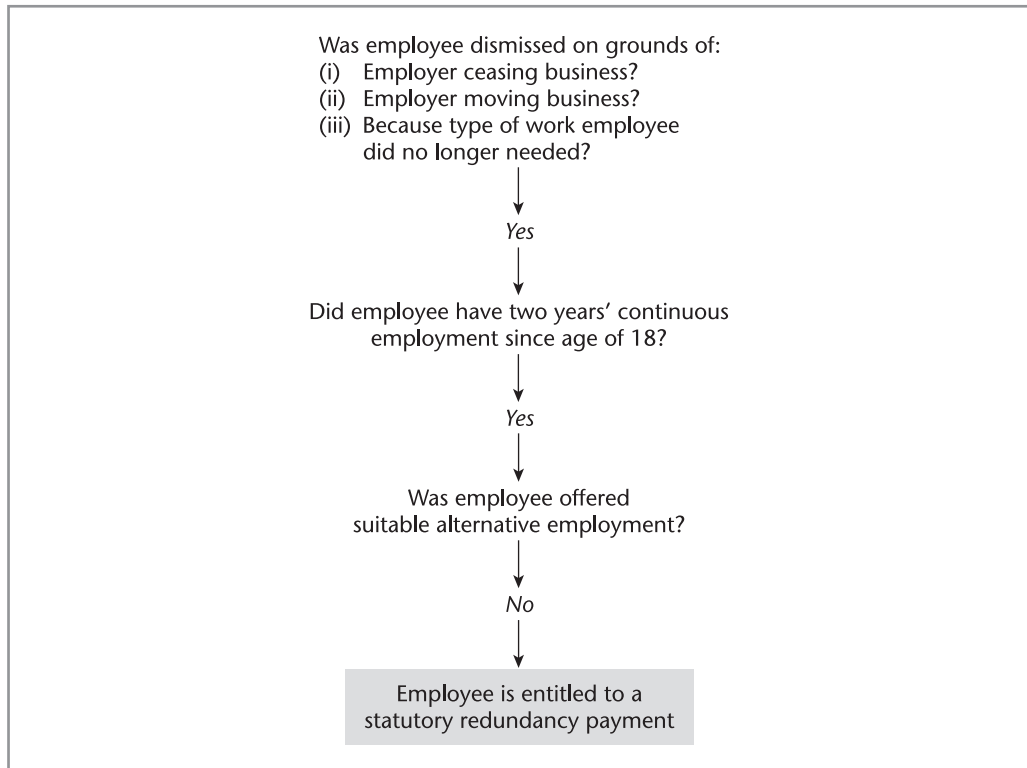 Was employee dismissed on grounds of:
(i) Employer ceasing business?
(ii) Employer moving business?
(iii) Because type of work employee
did no longer needed?
Yes
Did employee have two years’ continuous
employment since age of 18?
Yes
Was employee offered
suitable alternative employment?
No
Employee is entitled to a
statutory redundancy payment